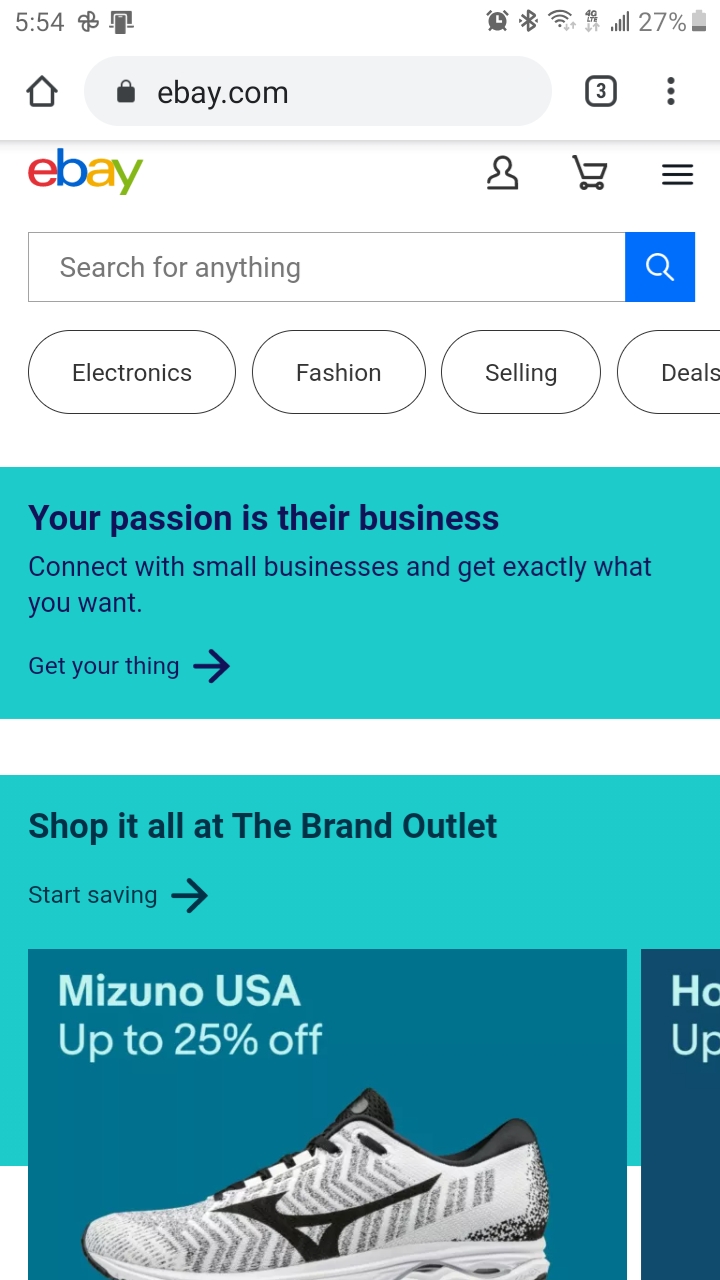 5:54 4G LTE 27%
ebay.com 3
ebay
Search for anything
Electronics Fashion Selling Deals
Your passion is their business
Connect with small businesses and get exactly what
you want.
Get your thing
Shop it all at The Brand Outlet
Start saving
Mizuno USA Ho
Up to 25% off Up